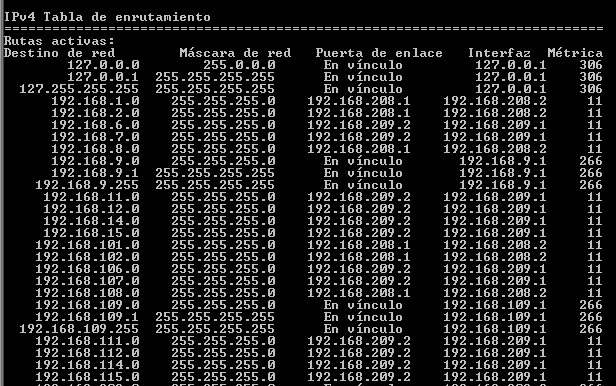 IPv4 Tabla de enrutamiento
===========================================================================
Rutas activas:
Destino de red Máscara de red Puerta de enlace Interfaz Métrica
127.0.0.0 255.0.0.0 En vínculo 127.0.0.1 306
127.0.0.1 255.255.255.255 En vínculo 127.0.0.1 306
127.255.255.255 255.255.255.255 En vínculo 127.0.0.1 306
192.168.1.0 255.255.255.0 192.168.208.1 192.168.208.2 11
192.168.2.0 255.255.255.0 192.168.208.1 192.168.208.2 11
192.168.6.0 255.255.255.0 192.168.209.2 192.168.209.1 11
192.168.7.0 255.255.255.0 192.168.209.2 192.168.209.1 11
192.168.8.0 255.255.255.0 192.168.208.1 192.168.208.2 11
192.168.9.0 255.255.255.0 En vínculo 192.168.9.1 266
192.168.9.1 255.255.255.255 En vínculo 192.168.9.1 266
192.168.9.255 255.255.255.255 En vínculo 192.168.9.1 266
192.168.11.0 255.255.255.0 192.168.209.2 192.168.209.1 11
192.168.12.0 255.255.255.0 192.168.209.2 192.168.209.1 11
192.168.14.0 255.255.255.0 192.168.209.2 192.168.209.1 11
192.168.15.0 255.255.255.0 192.168.209.2 192.168.209.1 11
192.168.101.0 255.255.255.0 192.168.208.1 192.168.208.2 11
192.168.102.0 255.255.255.0 192.168.208.1 192.168.208.2 11
192.168.106.0 255.255.255.0 192.168.209.2 192.168.209.1 11
192.168.107.0 255.255.255.0 192.168.209.2 192.168.209.1 11
192.168.108.0 255.255.255.0 192.168.208.1 192.168.208.2 11
192.168.109.0 255.255.255.0 En vínculo 192.168.109.1 266
192.168.109.1 255.255.255.255 En vínculo 192.168.109.1 266
192.168.109.255 255.255.255.255 En vínculo 192.168.109.1 266
192.168.111.0 255.255.255.0 192.168.209.2 192.168.209.1 11
192.168.112.0 255.255.255.0 192.168.209.2 192.168.209.1 11
192.168.114.0 255.255.255.0 192.168.209.2 192.168.209.1 11
192.168.115.0 255.255.255.0 192.168.209.2 192.168.209.1 11